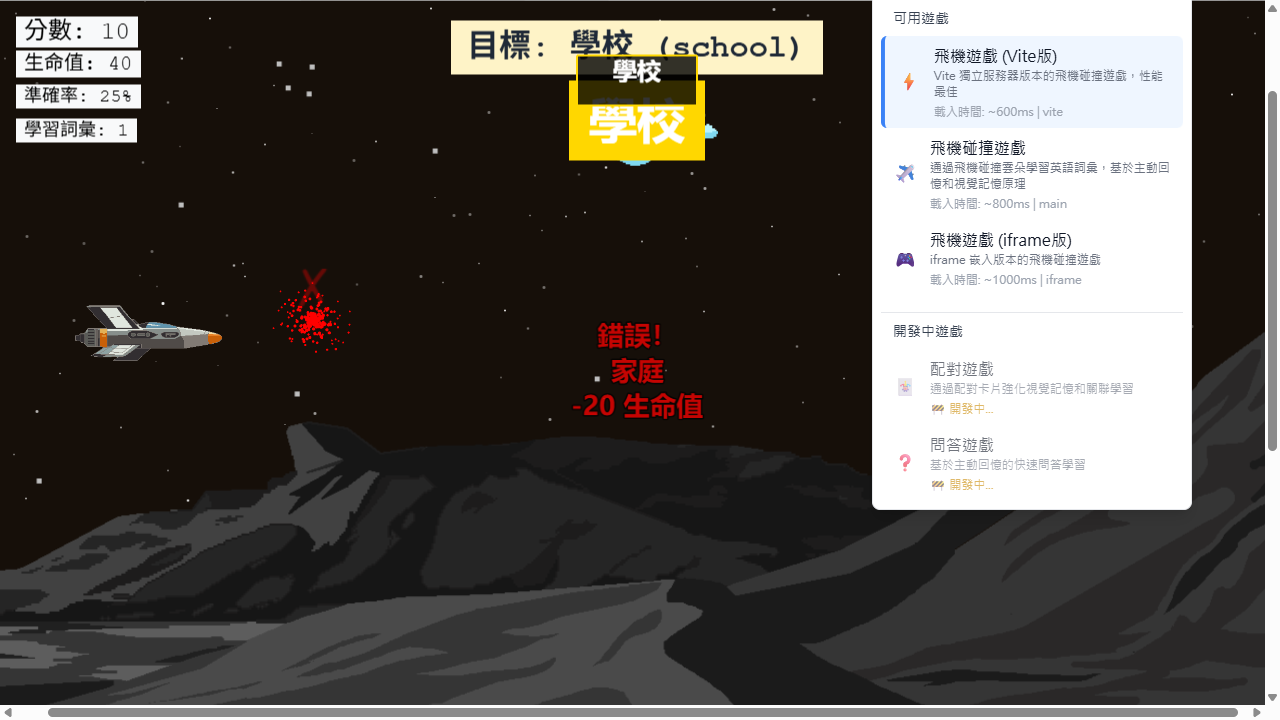 分數: 10
生命值: 40
準確率: 25%
學習詞彙: 1
目標: 學校 (school)
學校
學校
錯誤!
家庭
-20 生命值
可用遊戲
飛機遊戲 (Vite版)
Vite 獨立服務器版本的飛機碰撞遊戲，性能
最佳
載入時間: ~600ms | vite
飛機碰撞遊戲
通過飛機碰撞雲朵學習英語詞彙，基於主動回
憶和視覺記憶原理
載入時間: ~800ms | main
飛機遊戲 (iframe版)
iframe 嵌入版本的飛機碰撞遊戲
載入時間: ~1000ms | iframe
開發中遊戲
配對遊戲
通過配對卡片強化視覺記憶和關聯學習
🚧 開發中...
問答遊戲
基於主動回憶的快速問答學習
🚧 開發中...